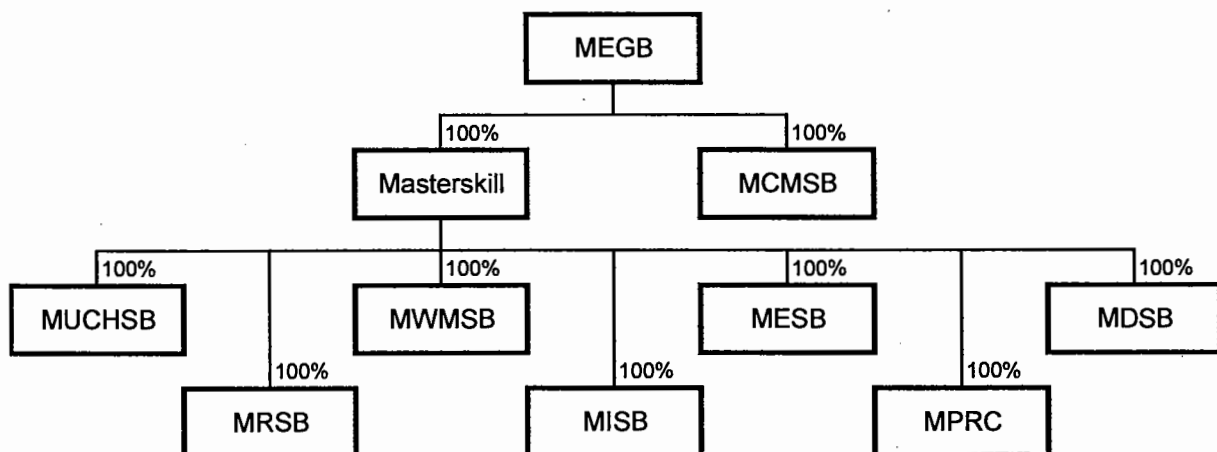 MEGB
100% 100%
Masterskill MCMSB
100% 100% 100% 100%
MUCHSB MWMSB MESB MDSB
100% 100% 100%
MRSB MISB MPRC